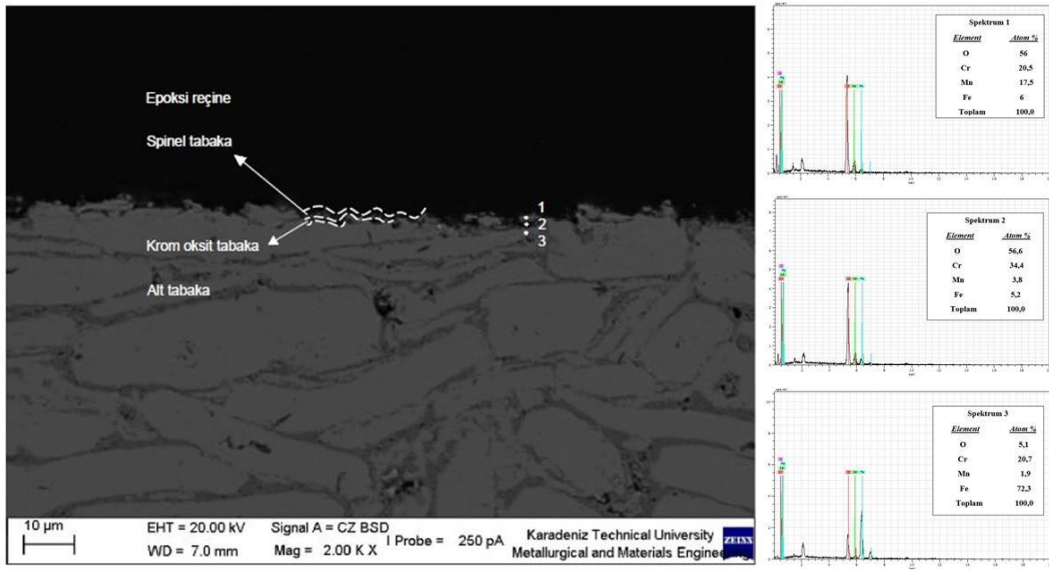 Epoksi reçine
Spinel tabaka
Krom oksit tabaka
Alt tabaka
1
2
3
10 µm
EHT = 20.00 kV
Signal A = CZ BSD
I Probe = 250 pA
WD = 7.0 mm
Mag = 2.00 K X
Karadeniz Technical University
Metallurgical and Materials Engineering
ZEISS
Spektrum 1
Element Atom %
O 56
Cr 20,5
Mn 17,5
Fe 6
Toplam 100,0
Spektrum 2
Element Atom %
O 56,6
Cr 34,4
Mn 3,8
Fe 5,2
Toplam 100,0
Spektrum 3
Element Atom %
O 5,1
Cr 20,7
Mn 1,9
Fe 72,3
Toplam 100,0